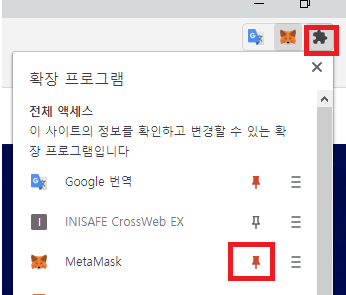 확장 프로그램
전체 액세스
이 사이트의 정보를 확인하고 변경할 수 있는 확
장 프로그램입니다
Google 번역
INISAFE CrossWeb EX
MetaMask